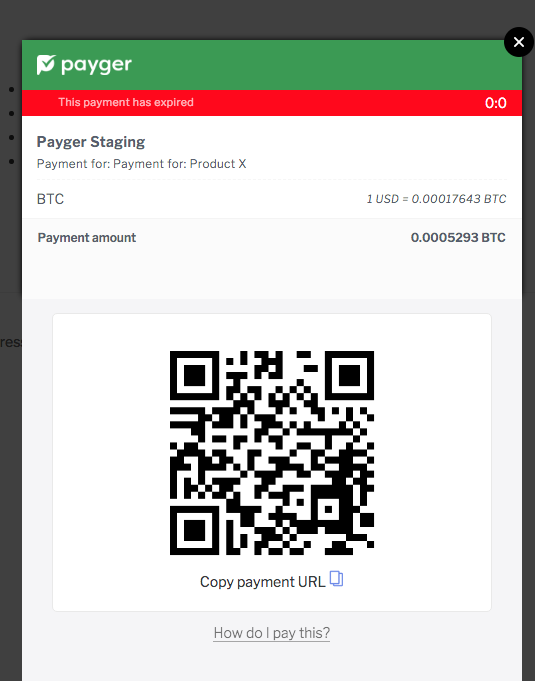 payger
This payment has expired 0:0
Payger Staging
Payment for: Payment for: Product X
BTC 1 USD = 0.00017643 BTC
Payment amount 0.0005293 BTC
res
Copy payment URL
How do I pay this?